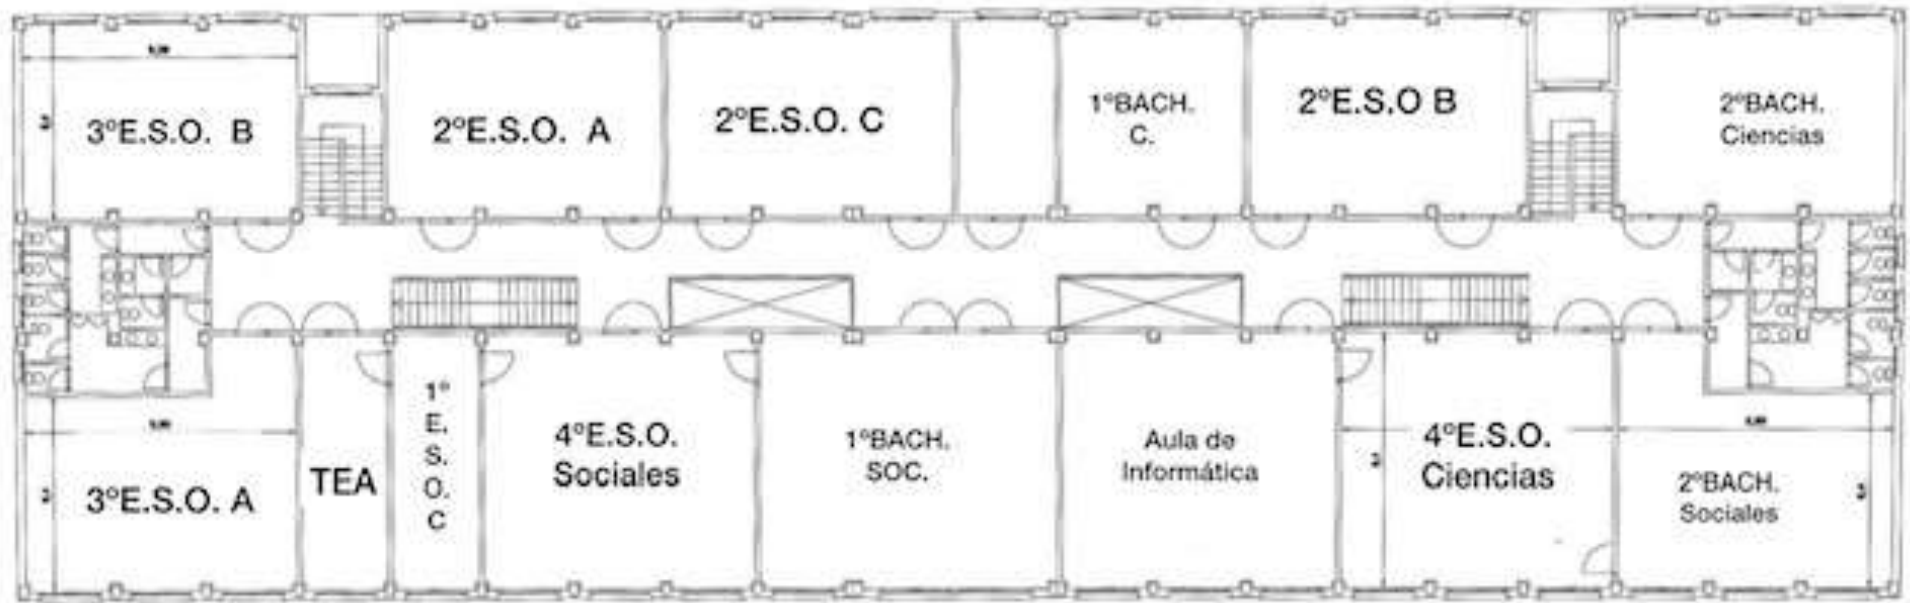 3ºE.S.O. B
2ºE.S.O. A
2ºE.S.O. C
1ºBACH.
C.
2ºE.S.O B
2ºBACH.
Ciencias
3ºE.S.O. A
TEA
1º
E.
S.
O.
C
4ºE.S.O.
Sociales
1ºBACH.
SOC.
Aula de
Informática
4ºE.S.O.
Ciencias
2ºBACH.
Sociales